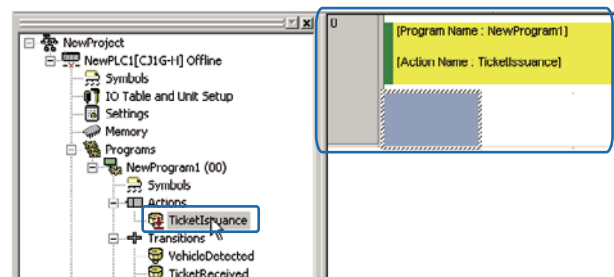 NewProject
NewPLC1[CJ1G-H] Offline
Symbols
IO Table and Unit Setup
Settings
Memory
Programs
NewProgram1 (00)
Symbols
Actions
TicketIssuance
Transitions
VehicleDetected
TicketReceived
0
[Program Name : NewProgram1]
[Action Name : TicketIssuance]